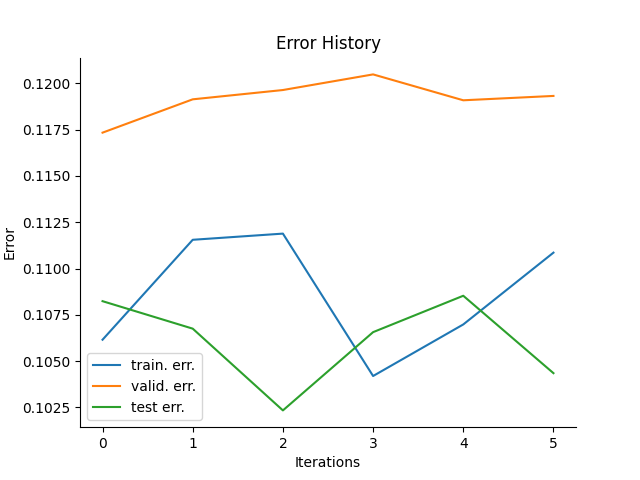 Error History
0.1200
0.1175
0.1150
0.1125
0.1100
0.1075
0.1050
0.1025
Error
train. err.
valid. err.
test err.
0 1 2 3 4 5
Iterations